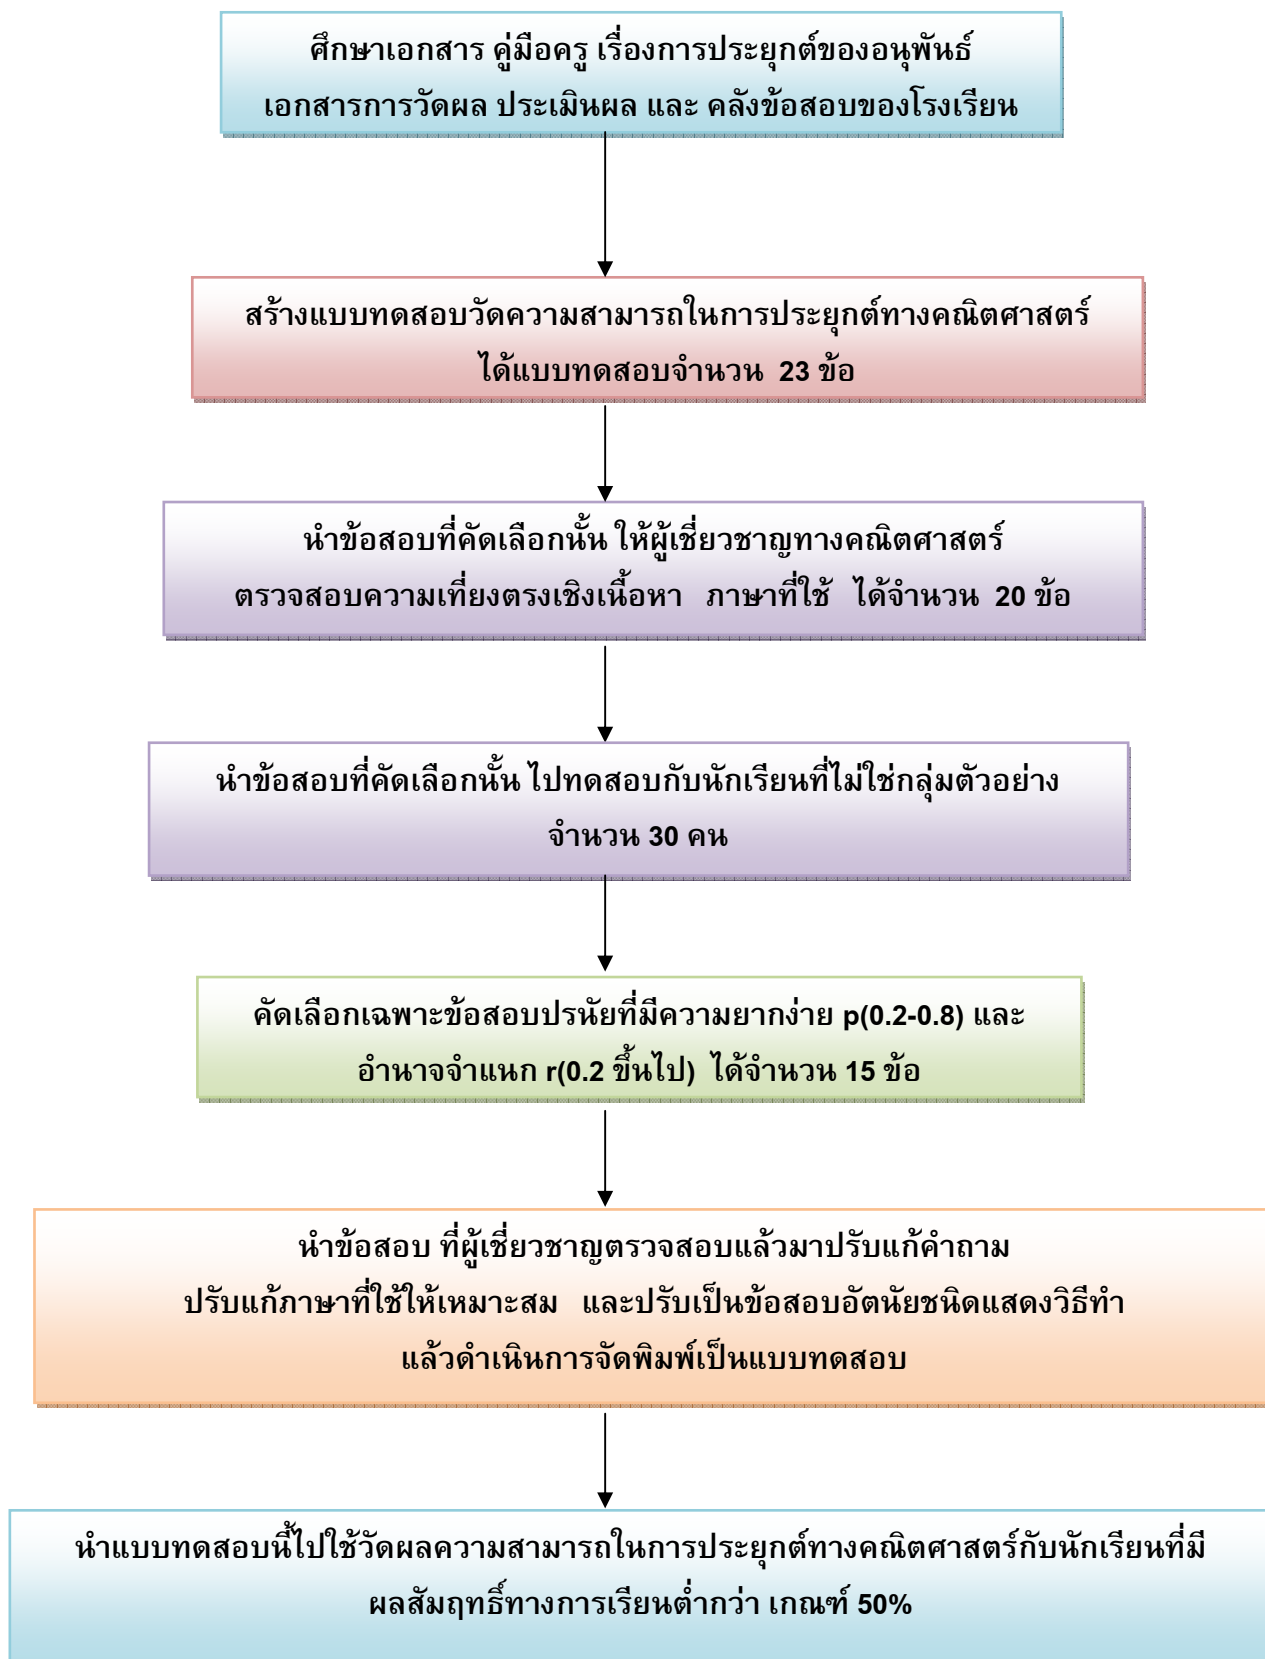 ศึกษาเอกสาร คู่มือครู เรื่องการประยุกต์ของอนุพันธ์
เอกสารการวัดผล ประเมินผล และ คลังข้อสอบของโรงเรียน
สร้างแบบทดสอบวัดความสามารถในการประยุกต์ทางคณิตศาสตร์
ได้แบบทดสอบจำนวน 23 ข้อ
นำข้อสอบที่คัดเลือกนั้น ให้ผู้เชี่ยวชาญทางคณิตศาสตร์
ตรวจสอบความเที่ยงตรงเชิงเนื้อหา ภาษาที่ใช้ ได้จำนวน 20 ข้อ
นำข้อสอบที่คัดเลือกนั้น ไปทดสอบกับนักเรียนที่ไม่ใช่กลุ่มตัวอย่าง
จำนวน 30 คน
คัดเลือกเฉพาะข้อสอบปรนัยที่มีความยากง่าย p(0.2-0.8) และ
อำนาจจำแนก r(0.2 ขึ้นไป) ได้จำนวน 15 ข้อ
นำข้อสอบ ที่ผู้เชี่ยวชาญตรวจสอบแล้วมาปรับแก้คำถาม
ปรับแก้ภาษาที่ใช้ให้เหมาะสม และปรับเป็นข้อสอบอัตนัยชนิดแสดงวิธีทำ
แล้วดำเนินการจัดพิมพ์เป็นแบบทดสอบ
นำแบบทดสอบนี้ไปใช้วัดผลความสามารถในการประยุกต์ทางคณิตศาสตร์กับนักเรียนที่มี
ผลสัมฤทธิ์ทางการเรียนต่ำกว่า เกณฑ์ 50%